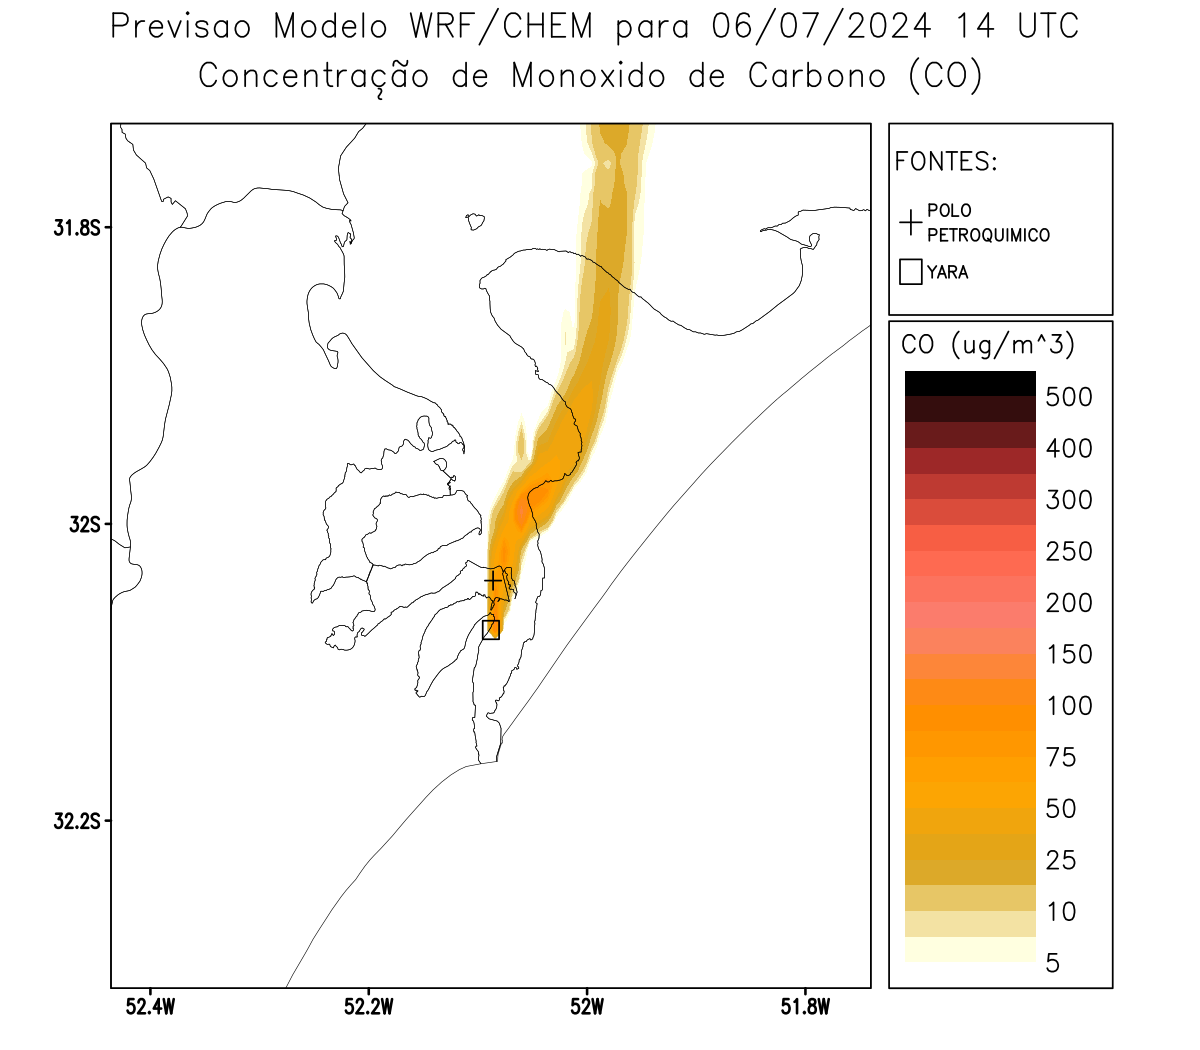 Previsao Modelo WRF/CHEM para 06/07/2024 14 UTC
Concentração de Monoxido de Carbono (CO)
FONTES:
POLO
PETROQUIMICO
YARA
CO (ug/m^3)
500
400
300
250
200
150
100
75
50
25
10
5
31.8S
32S
32.2S
52.4W
52.2W
52W
51.8W